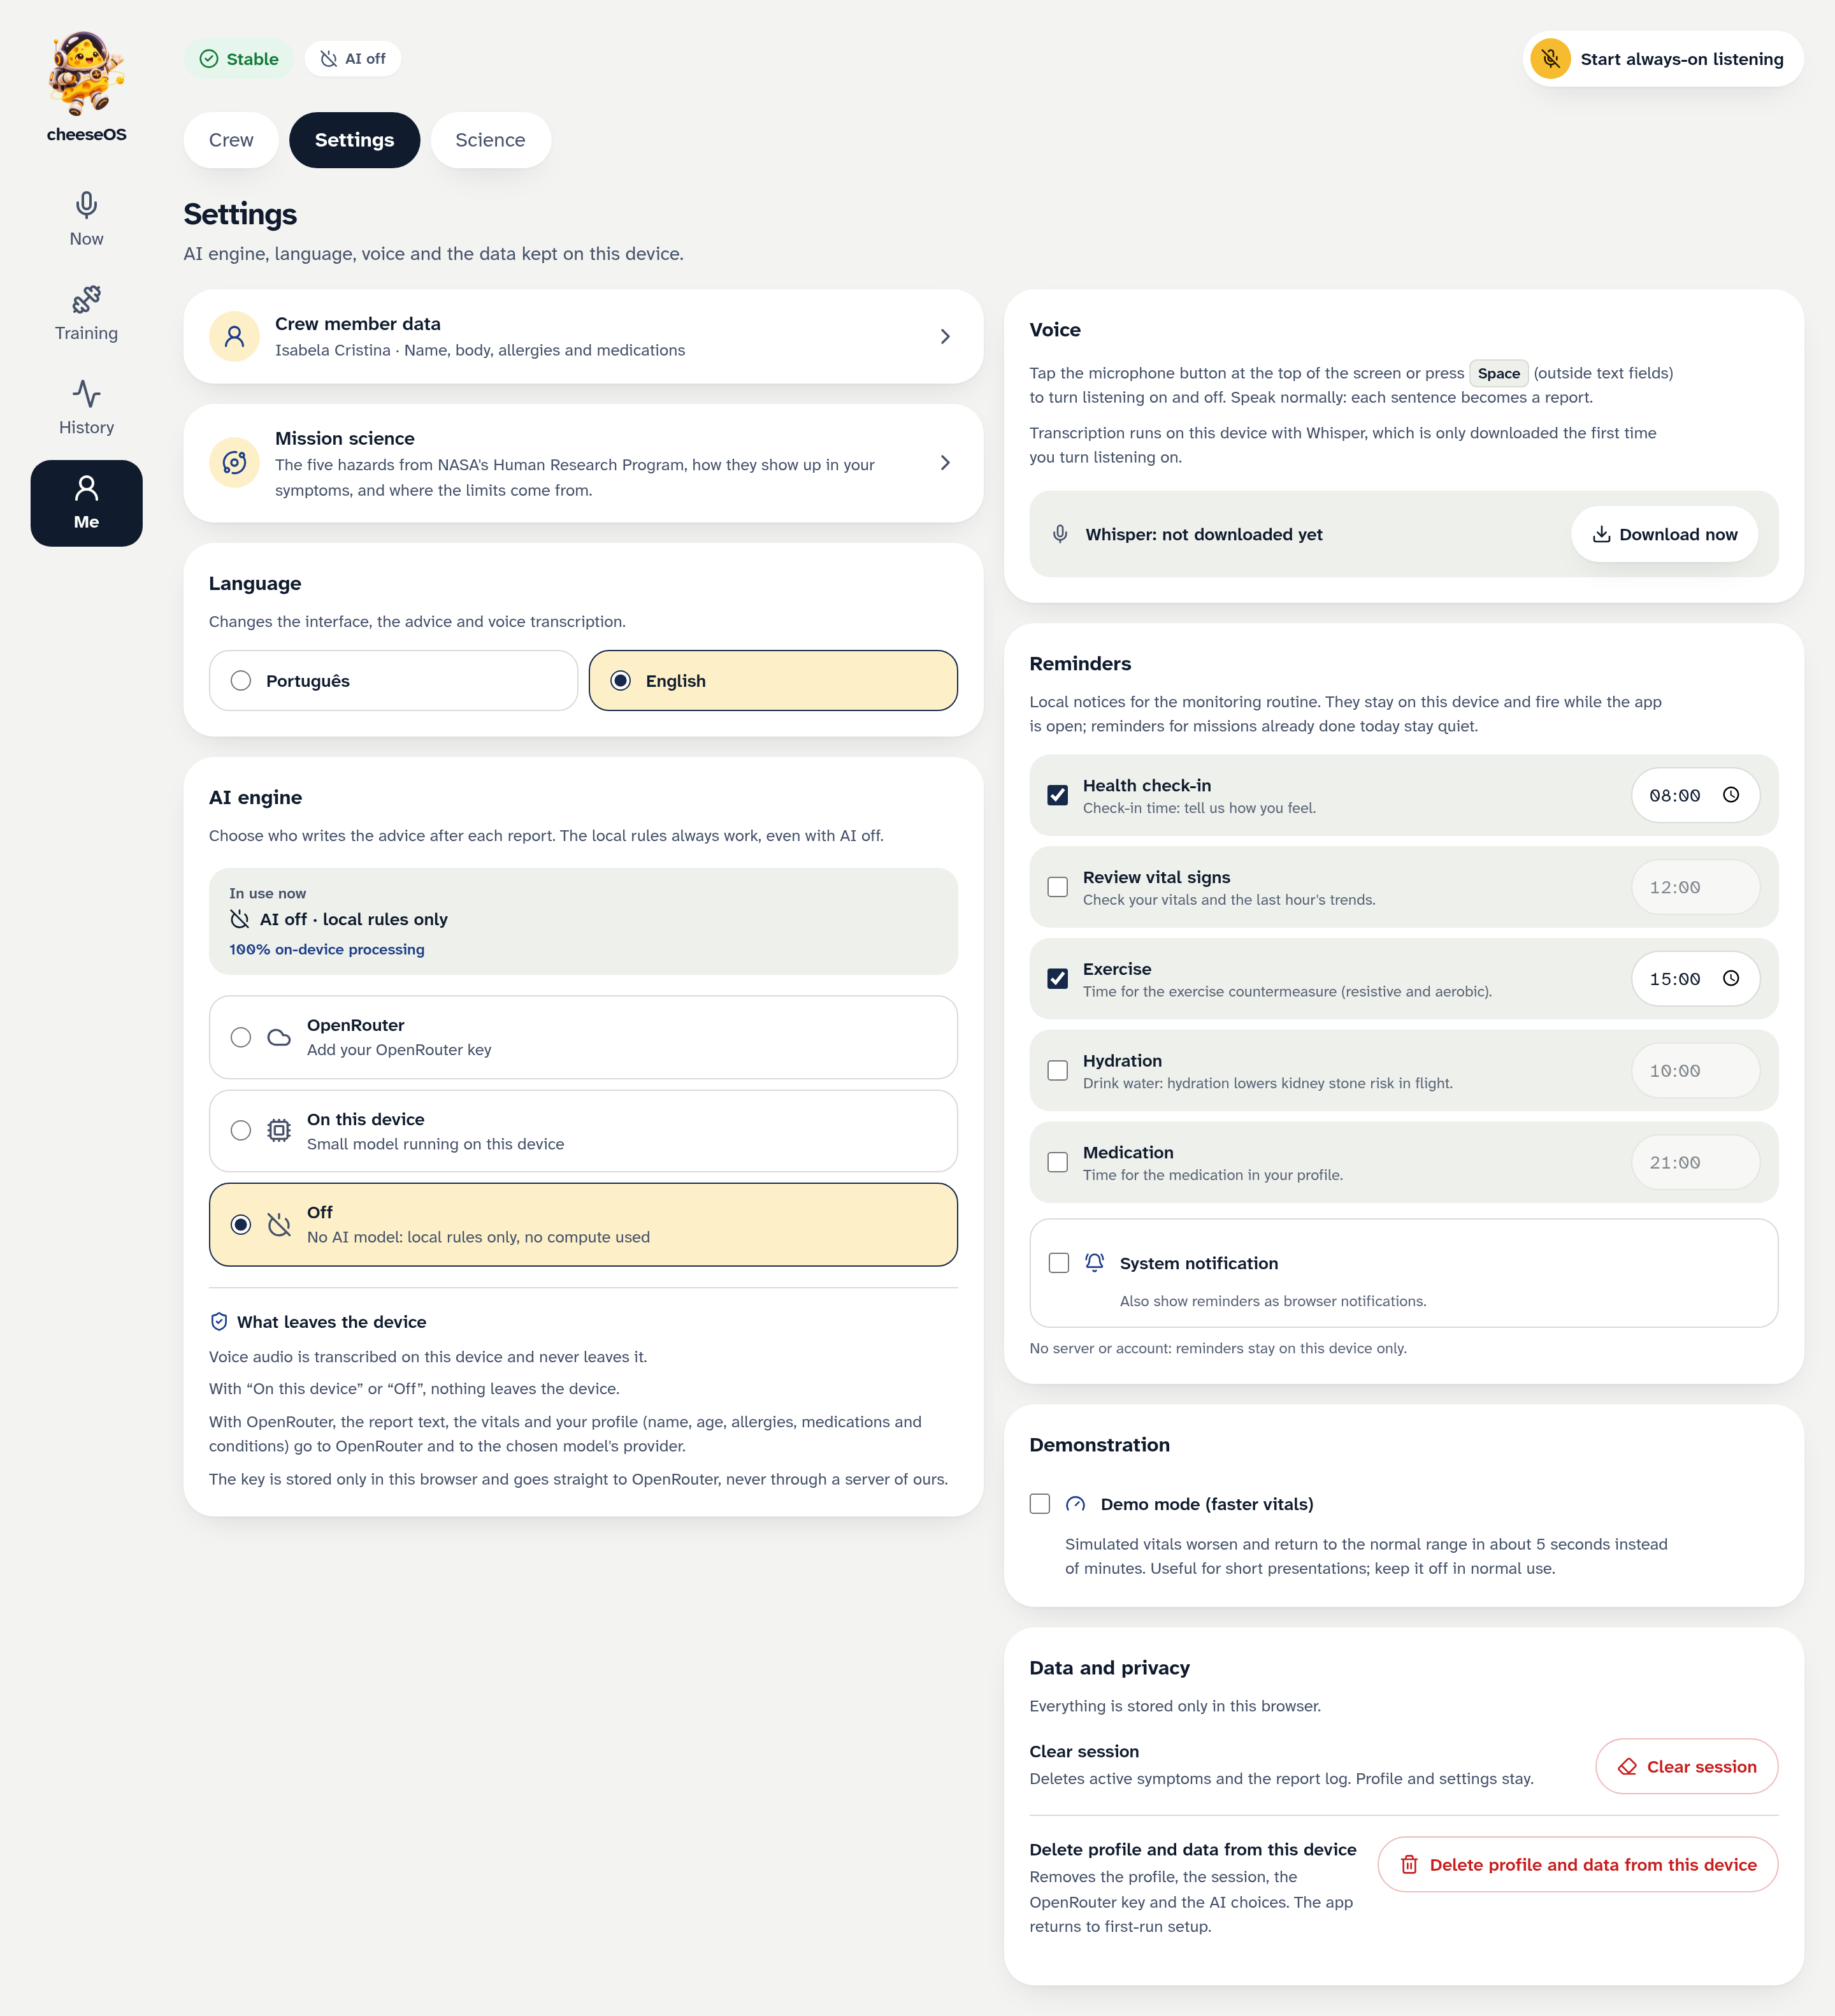 cheeseOS
Now
Training
History
Me
Stable
AI off
Start always-on listening
Crew
Settings
Science
Settings
AI engine, language, voice and the data kept on this device.
Crew member data
Isabela Cristina · Name, body, allergies and medications
Mission science
The five hazards from NASA's Human Research Program, how they show up in your
symptoms, and where the limits come from.
Language
Changes the interface, the advice and voice transcription.
Português
English
AI engine
Choose who writes the advice after each report. The local rules always work, even with AI off.
In use now
AI off · local rules only
100% on-device processing
OpenRouter
Add your OpenRouter key
On this device
Small model running on this device
Off
No AI model: local rules only, no compute used
What leaves the device
Voice audio is transcribed on this device and never leaves it.
With “On this device” or “Off”, nothing leaves the device.
With OpenRouter, the report text, the vitals and your profile (name, age, allergies, medications and
conditions) go to OpenRouter and to the chosen model's provider.
The key is stored only in this browser and goes straight to OpenRouter, never through a server of ours.
Voice
Tap the microphone button at the top of the screen or press Space (outside text fields)
to turn listening on and off. Speak normally: each sentence becomes a report.
Transcription runs on this device with Whisper, which is only downloaded the first time
you turn listening on.
Whisper: not downloaded yet
Download now
Reminders
Local notices for the monitoring routine. They stay on this device and fire while the app
is open; reminders for missions already done today stay quiet.
Health check-in
Check-in time: tell us how you feel.
08:00
Review vital signs
Check your vitals and the last hour's trends.
12:00
Exercise
Time for the exercise countermeasure (resistive and aerobic).
15:00
Hydration
Drink water: hydration lowers kidney stone risk in flight.
10:00
Medication
Time for the medication in your profile.
21:00
System notification
Also show reminders as browser notifications.
No server or account: reminders stay on this device only.
Demonstration
Demo mode (faster vitals)
Simulated vitals worsen and return to the normal range in about 5 seconds instead
of minutes. Useful for short presentations; keep it off in normal use.
Data and privacy
Everything is stored only in this browser.
Clear session
Deletes active symptoms and the report log. Profile and settings stay.
Clear session
Delete profile and data from this device
Removes the profile, the session, the
OpenRouter key and the AI choices. The app
returns to first-run setup.
Delete profile and data from this device